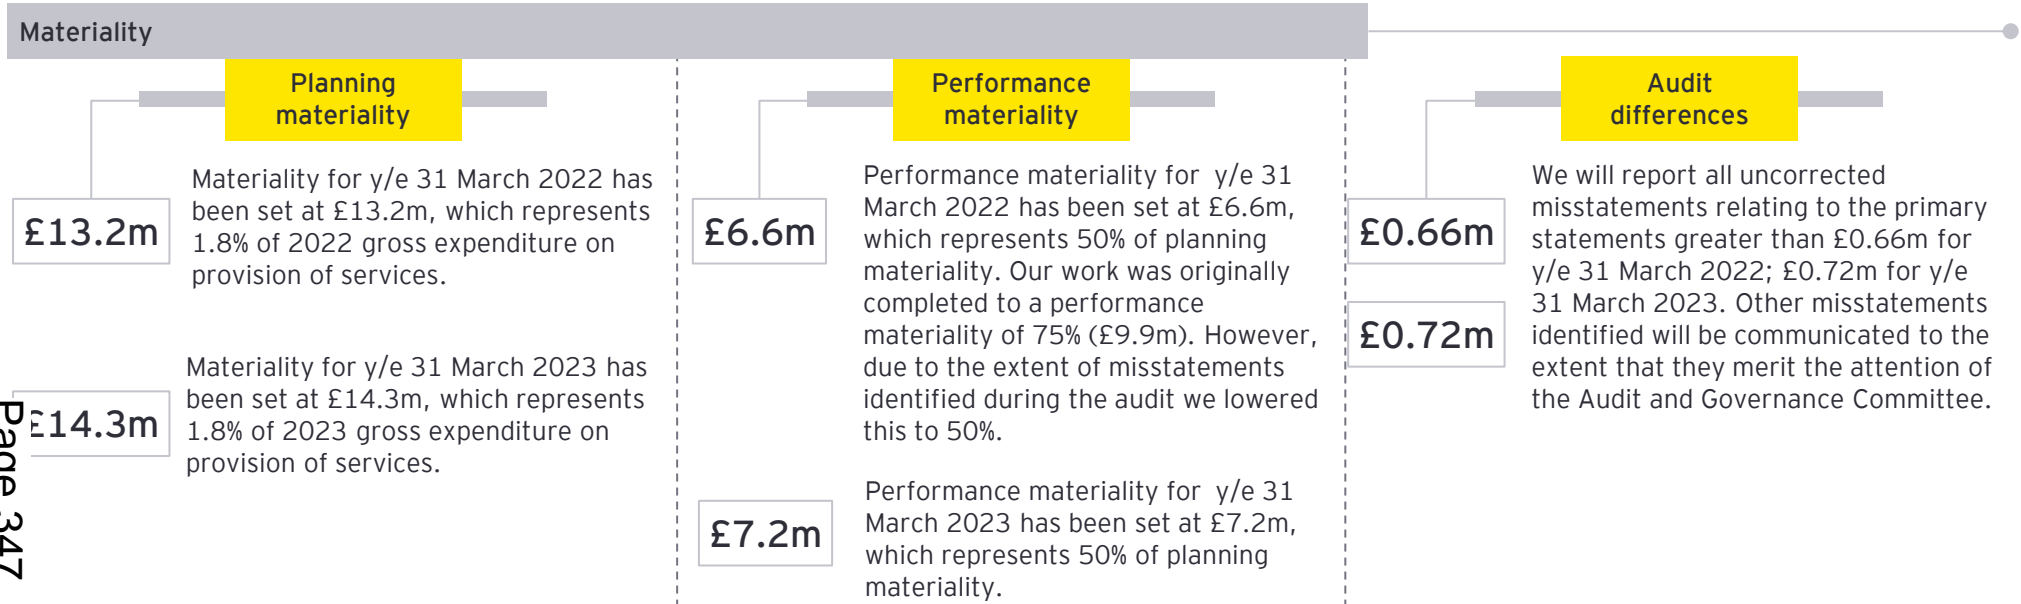 Materiality
Planning
materiality
£13.2m
Materiality for y/e 31 March 2022 has
been set at £13.2m, which represents
1.8% of 2022 gross expenditure on
provision of services.
£14.3m
Materiality for y/e 31 March 2023 has
been set at £14.3m, which represents
1.8% of 2023 gross expenditure on
provision of services.
Performance
materiality
£6.6m
Performance materiality for y/e 31
March 2022 has been set at £6.6m,
which represents 50% of planning
materiality. Our work was originally
completed to a performance
materiality of 75% (£9.9m). However,
due to the extent of misstatements
identified during the audit we lowered
this to 50%.
£7.2m
Performance materiality for y/e 31
March 2023 has been set at £7.2m,
which represents 50% of planning
materiality.
Audit
differences
£0.66m
£0.72m
We will report all uncorrected
misstatements relating to the primary
statements greater than £0.66m for
y/e 31 March 2022; £0.72m for y/e
31 March 2023. Other misstatements
identified will be communicated to the
extent that they merit the attention of
the Audit and Governance Committee.
Page 347